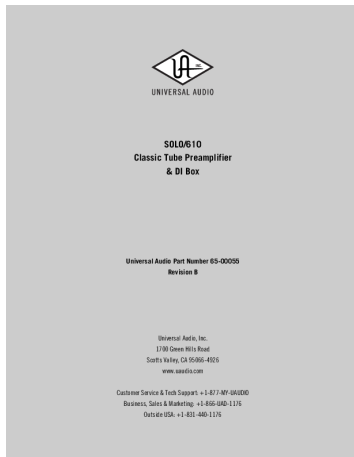 UA INC.
UNIVERSAL AUDIO
SOLO/610
Classic Tube Preamplifier
& DI Box
Universal Audio Part Number 65-00055
Revision B
Universal Audio, Inc.
1700 Green Hills Road
Scotts Valley, CA 95066-4926
www.uaudio.com
Customer Service & Tech Support: +1-877-MY-UAUDIO
Business, Sales & Marketing: +1-866-UAD-1176
Outside USA: +1-831-440-1176